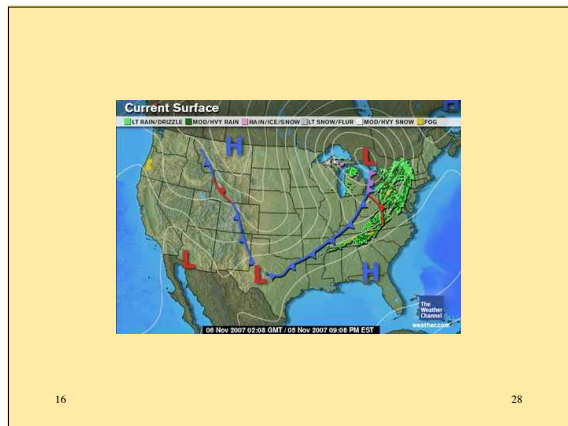 Current Surface
LT RAIN/DRIZZLE MOD/HVY RAIN RAIN/ICE/SNOW LT SNOW/FLUR MOD/HVY SNOW FOG
H
H
L
L
L
H
The
Weather
Channel
weather.com
06 Nov 2007 02:08 GMT / 05 Nov 2007 09:08 PM EST
16
28